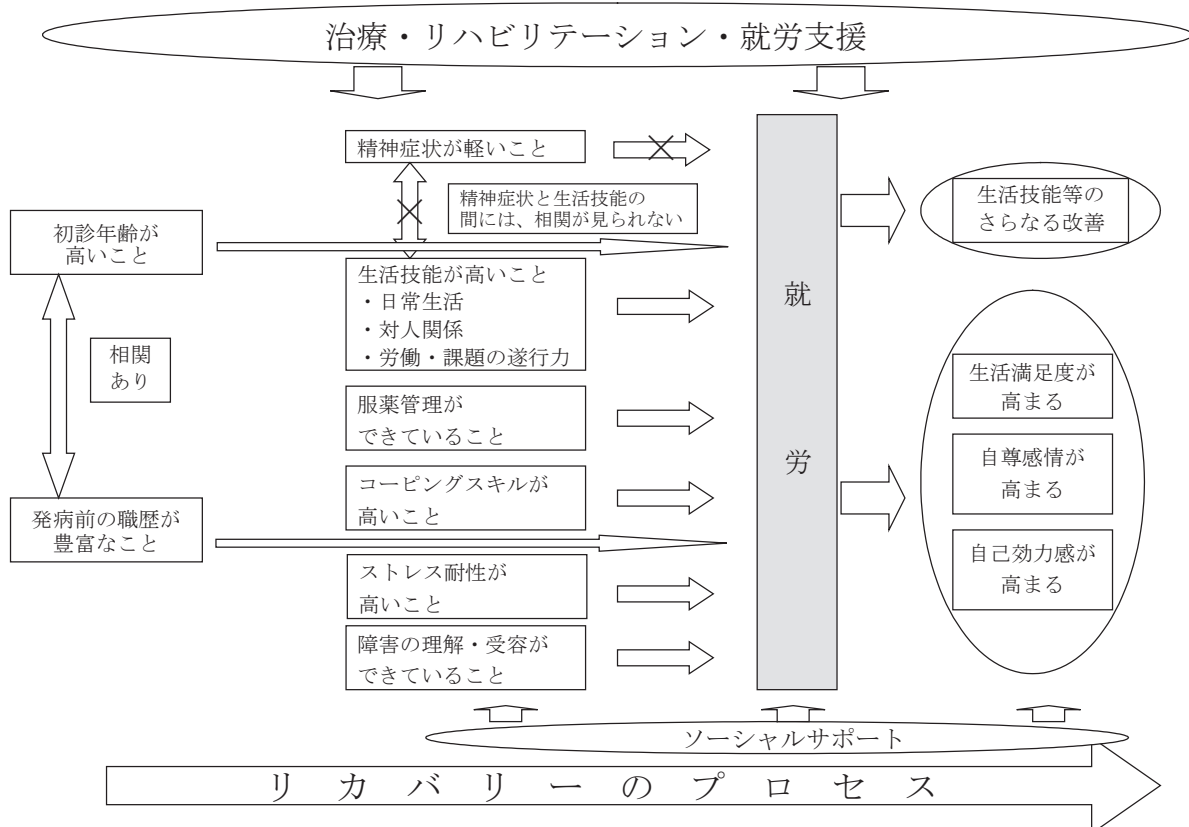 治療・リハビリテーション・就労支援
精神症状が軽いこと
精神症状と生活技能の
間には、相関が見られない
生活技能等の
さらなる改善
初診年齢が
高いこと
生活技能が高いこと
・日常生活
・対人関係
・労働・課題の遂行力
就
労
相関
あり
生活満足度が
高まる
服薬管理が
できていること
自尊感情が
高まる
コーピングスキルが
高いこと
発病前の職歴が
豊富なこと
自己効力感が
高まる
ストレス耐性が
高いこと
障害の理解・受容が
できていること
ソーシャルサポート
リカバリーのプロセス